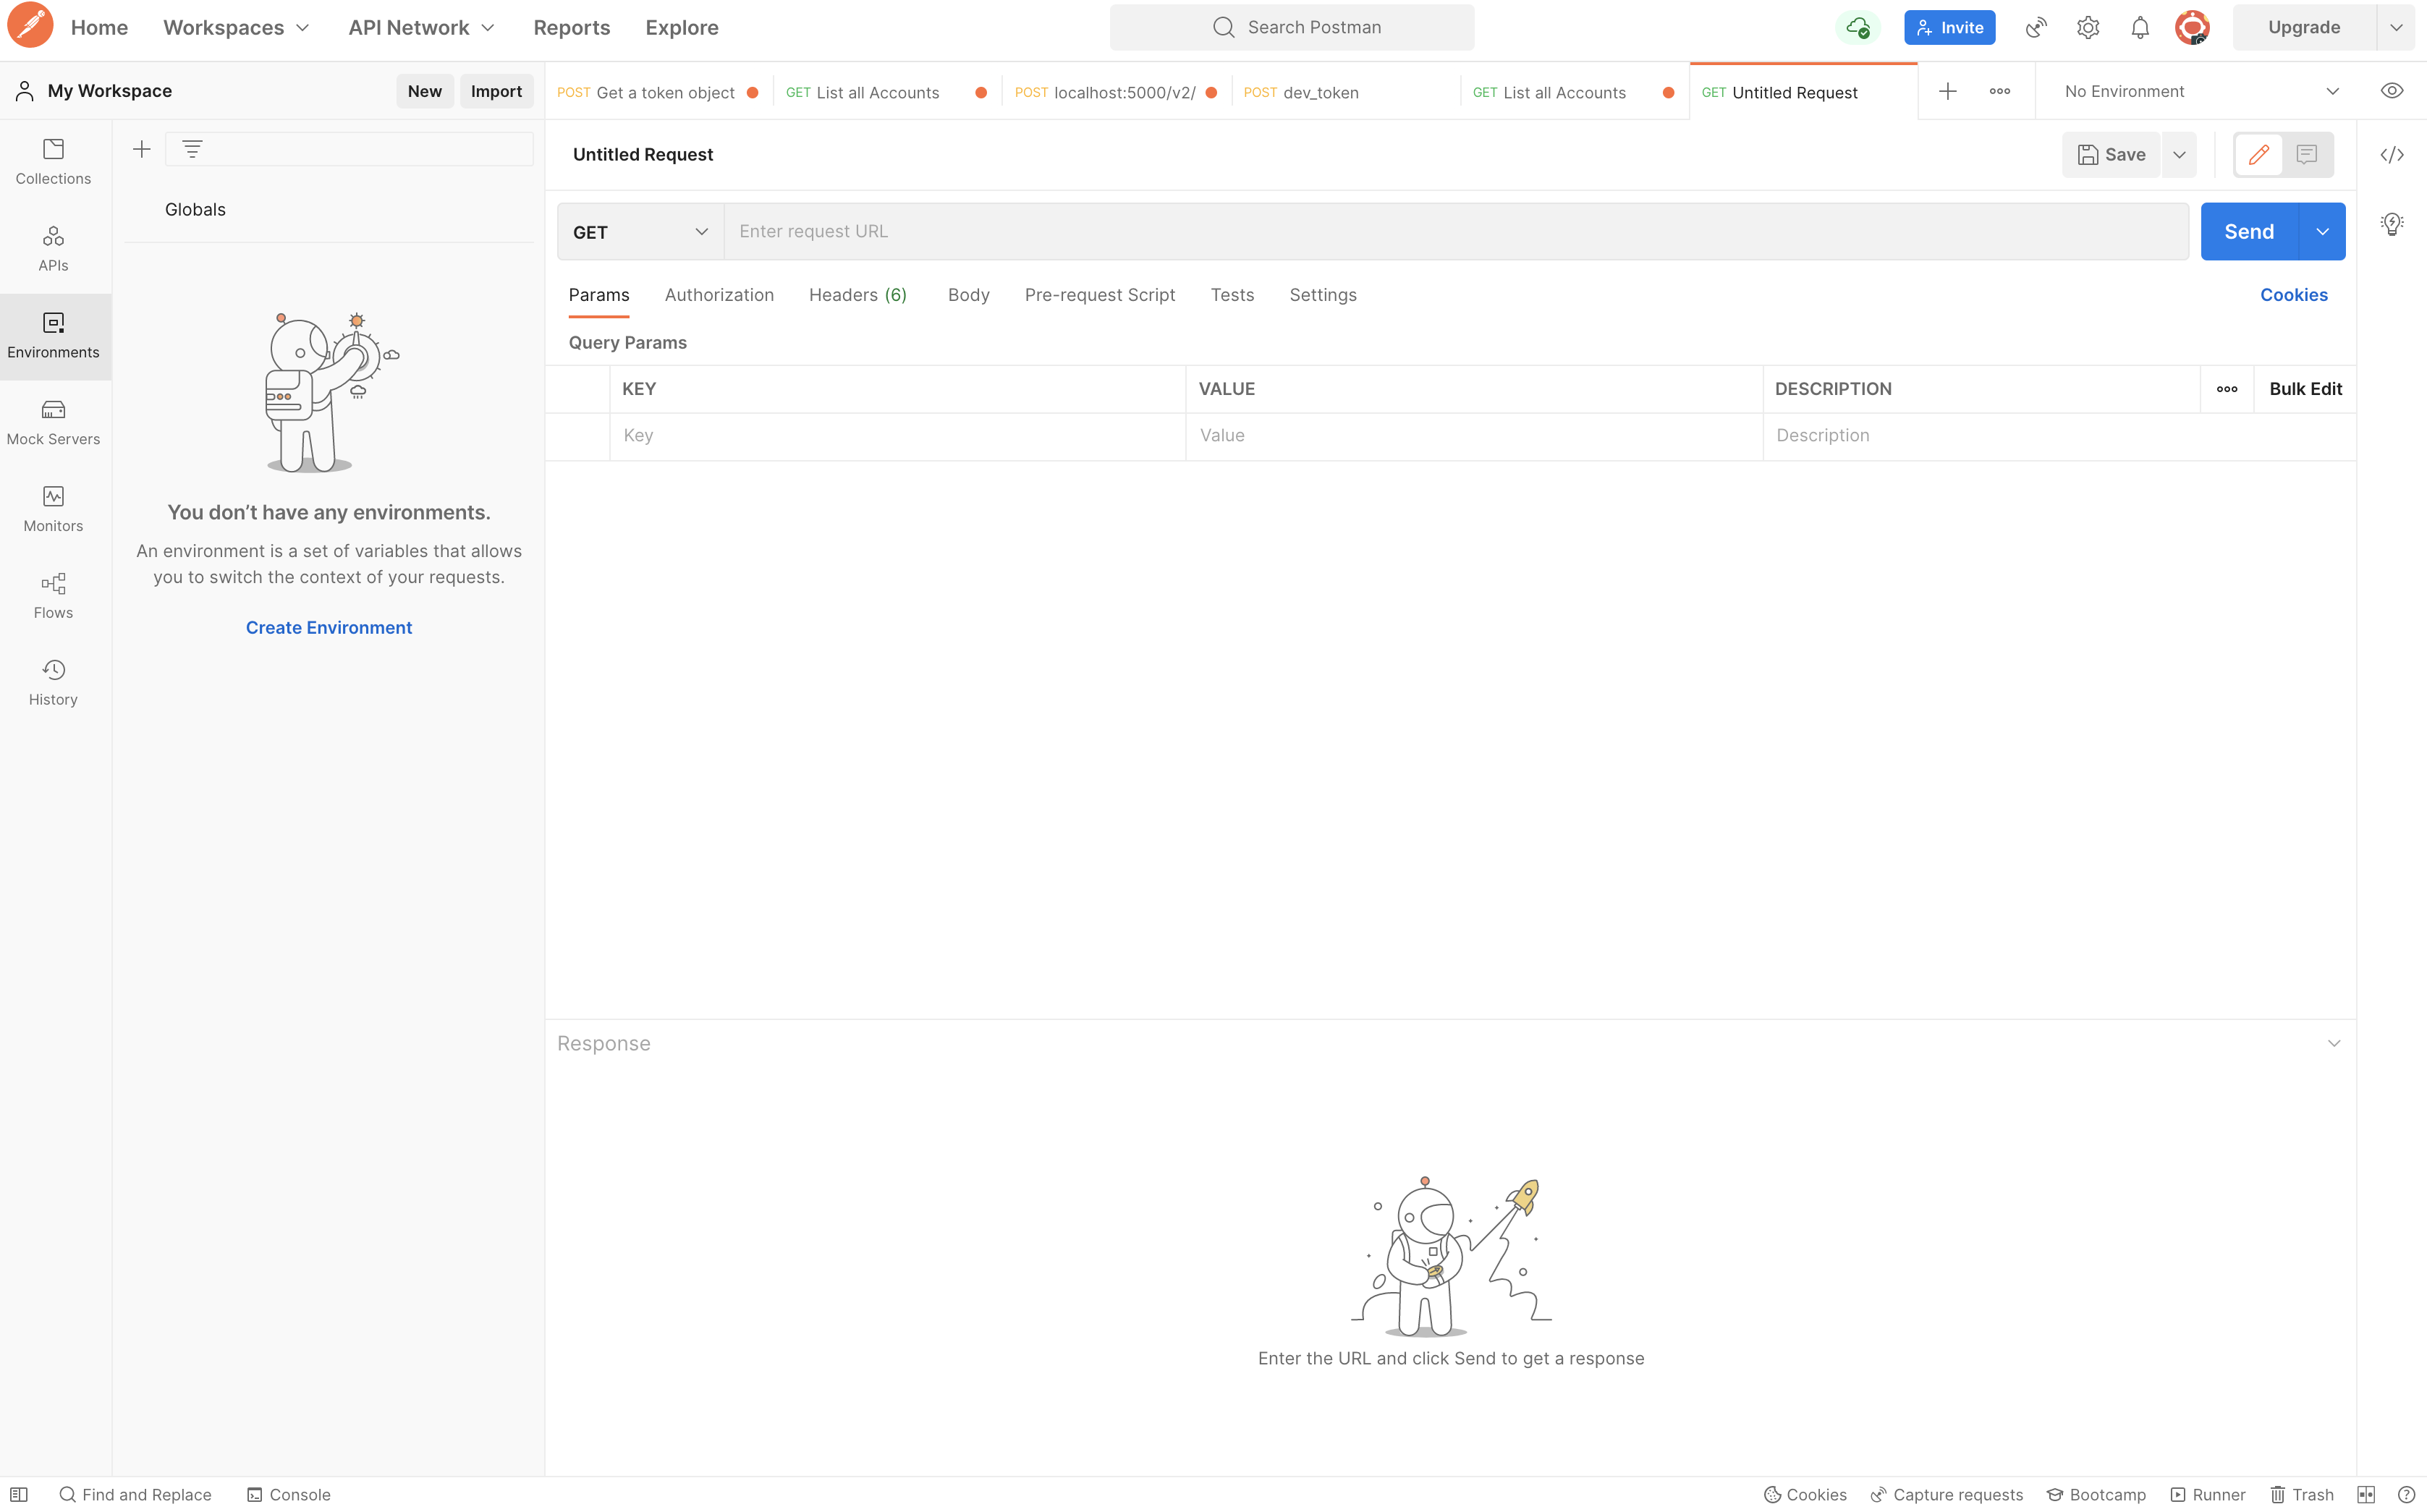 Home Workspaces API Network Reports Explore Search Postman Invite Upgrade
My Workspace New Import POST Get a token object GET List all Accounts POST localhost:5000/v2/ POST dev_token GET List all Accounts GET Untitled Request No Environment
Collections
APIs
Environments
Mock Servers
Monitors
Flows
History
Globals
You don’t have any environments.
An environment is a set of variables that allows
you to switch the context of your requests.
Create Environment
Untitled Request Save
GET Enter request URL Send
Params Authorization Headers (6) Body Pre-request Script Tests Settings Cookies
Query Params
KEY VALUE DESCRIPTION Bulk Edit
Key Value Description
Response
Enter the URL and click Send to get a response
Find and Replace Console Cookies Capture requests Bootcamp Runner Trash